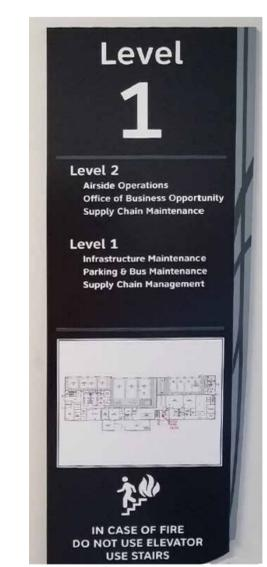 Level
1
Level 2
Airside Operations
Office of Business Opportunity
Supply Chain Maintenance
Level 1
Infrastructure Maintenance
Parking & Bus Maintenance
Supply Chain Management
IN CASE OF FIRE
DO NOT USE ELEVATOR
USE STAIRS